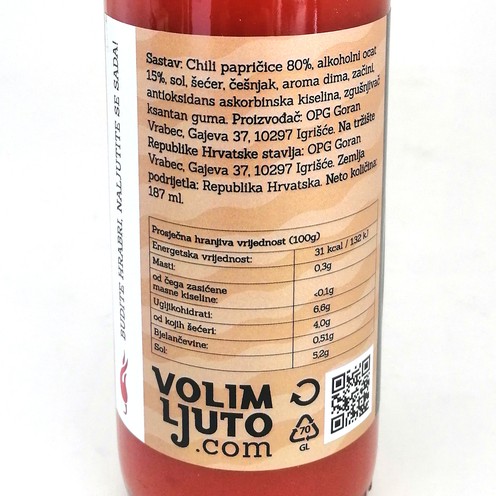 Sastav: Chili papričice 80%, alkoholni ocat
15%, sol, šećer, češnjak, aroma dima, začini,
antioksidans askorbinska kiselina, zgušnjivač
ksantan guma. Proizvođač: OPG Goran
Vrabec, Gajeva 37, 10297 Igrišće. Na tržište
Republike Hrvatske stavlja: OPG Goran
Vrabec, Gajeva 37, 10297 Igrišće. Zemlja
podrijetla: Republika Hrvatska. Neto količina:
187 ml.
Prosječna hranjiva vrijednost (100g)
Energetska vrijednost: 31 kcal / 132 kJ
Masti: 0,3g
od čega zasićene
masne kiseline: <0,1g
Ugljikohidrati: 6,6g
od kojih šećeri: 4,0g
Bjelančevine: 0,51g
Sol: 5,2g
VOLIM
LJUTO
.com
70
GL
BUDITE HRABRI, NALJUTITE SE SADA!